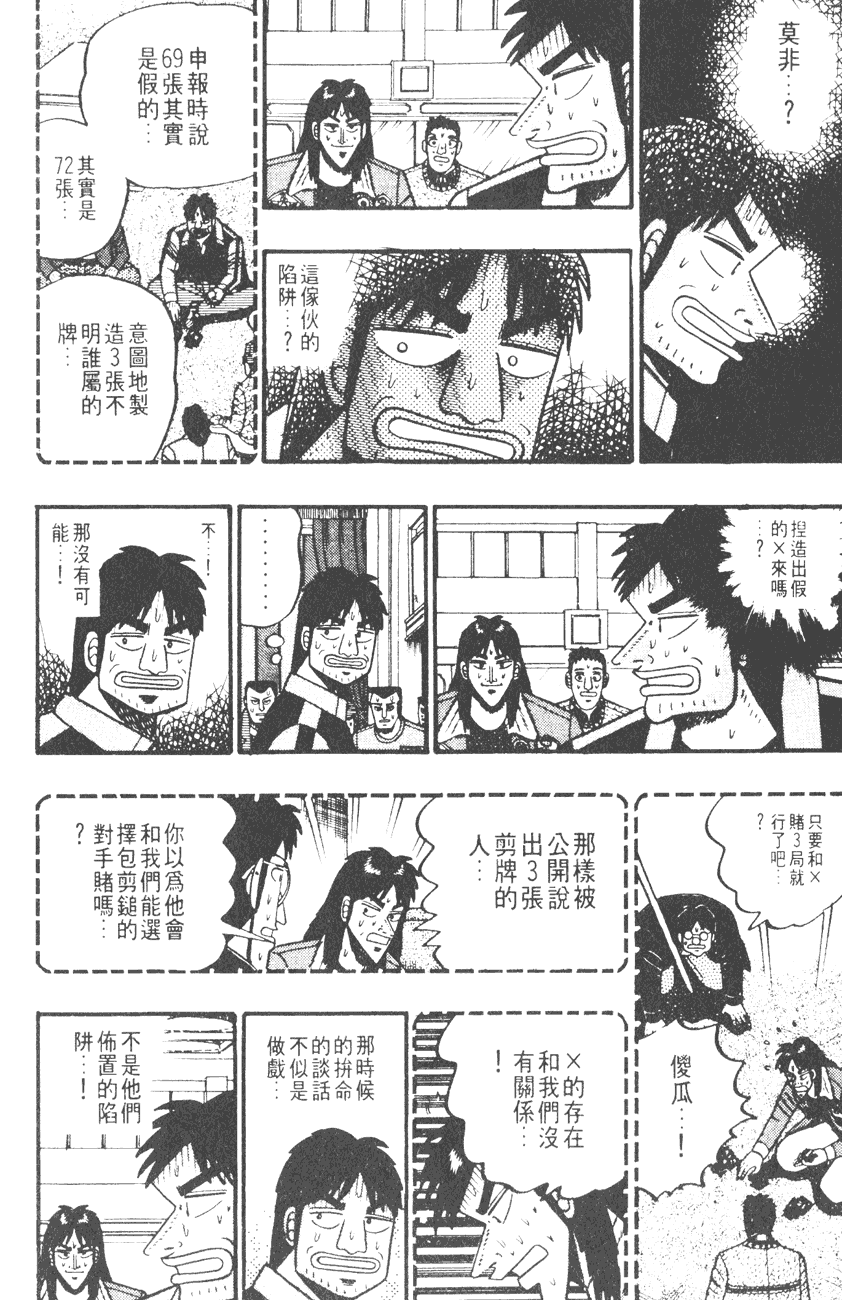 莫
非…?
這傢伙的
陷阱…?
申報時說
69張其實
是假的…
其實是
72張…
意圖地製
造3張不
明誰屬的
牌…
捏造出假
的×來嗎
…?
………
不…!
那沒有可
能…!
只要和×
賭3局就
行了吧…
?
傻瓜…!
那樣被
公開說
出3張
剪牌的
人…
你以爲他會
和我們能選
擇包剪鎚的
對手賭嗎…
?
×的存在
和我們沒
有關係…
!
那時候
的拚命
的談話
不似是
做戲…
不是他們
佈置的陷
阱…!